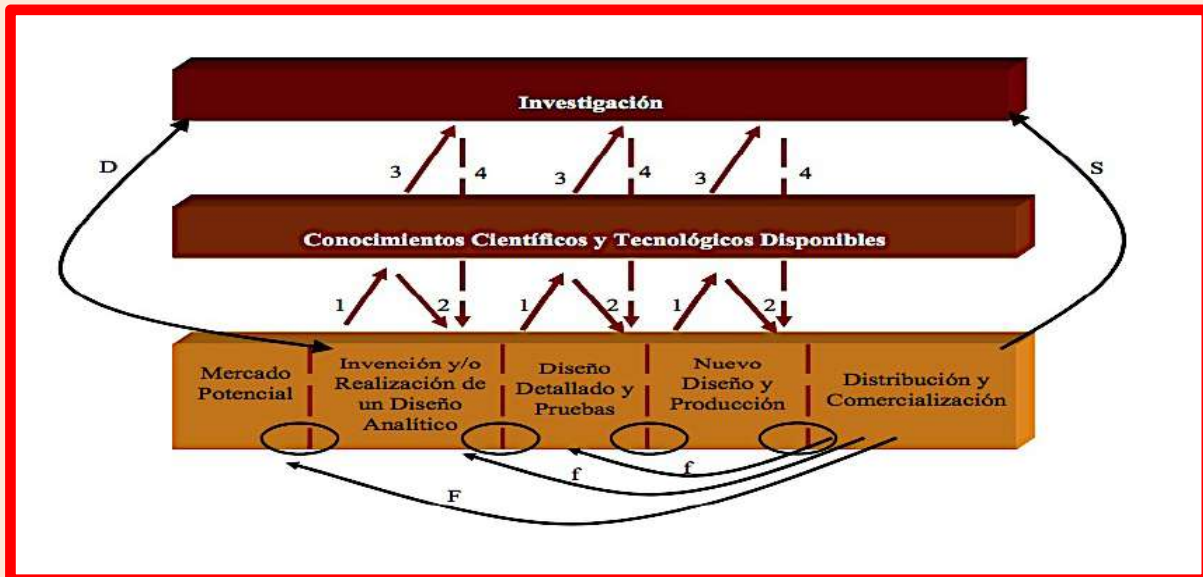 Investigación
D
3
4
3
4
3
4
S
Conocimientos Científicos y Tecnológicos Disponibles
1
2
1
2
1
2
Mercado
Potencial
Invención y/o
Realización de
un Diseño
Analítico
Diseño
Detallado y
Pruebas
Nuevo
Diseño y
Producción
Distribución y
Comercialización
f
f
F